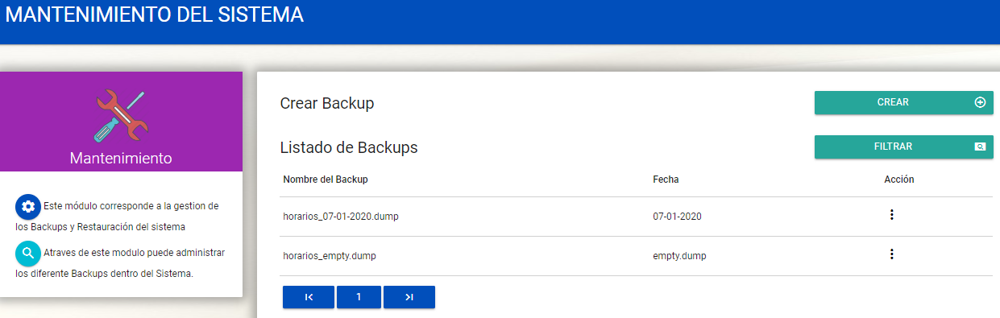 MANTENIMIENTO DEL SISTEMA
Mantenimiento
Este módulo corresponde a la gestion de
los Backups y Restauración del sistema
Atraves de este modulo puede administrar
los diferente Backups dentro del Sistema.
Crear Backup
CREAR
Listado de Backups
FILTRAR
Nombre del Backup Fecha Acción
horarios_07-01-2020.dump 07-01-2020
horarios_empty.dump empty.dump
1